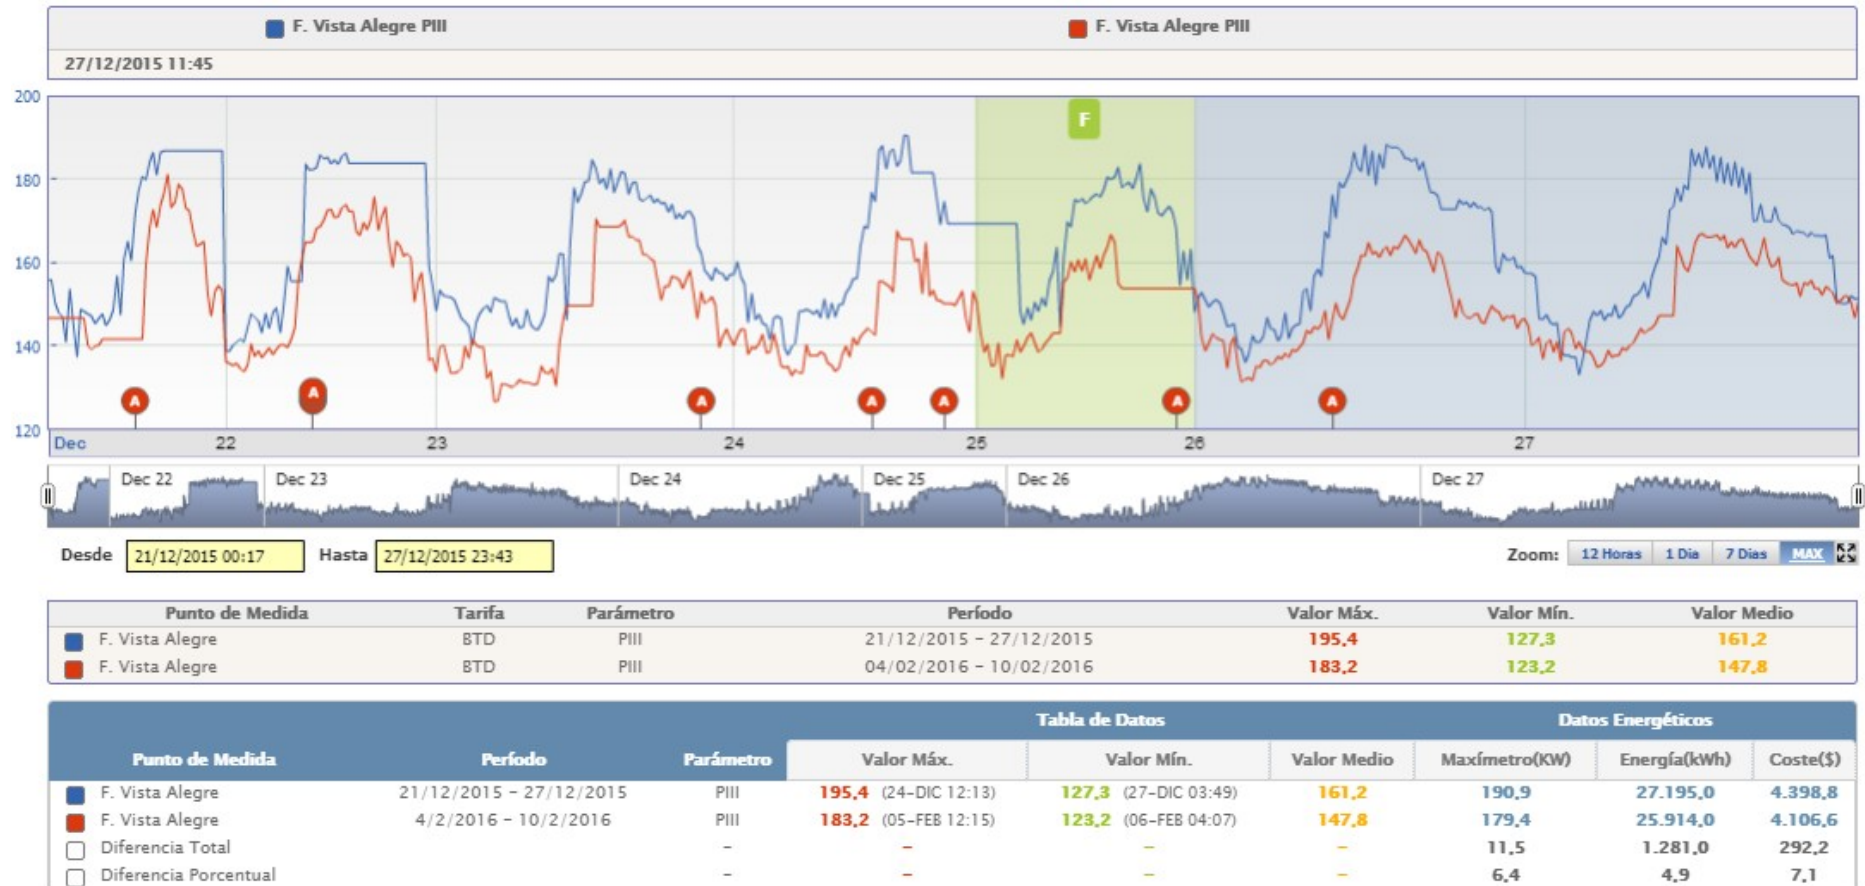 F. Vista Alegre PIII F. Vista Alegre PIII
27/12/2015 11:45
200
180
160
140
120
F
A A A A A A A
Dec 22 23 24 25 26 27
Dec 22 Dec 23 Dec 24 Dec 25 Dec 26 Dec 27
Desde 21/12/2015 00:17 Hasta 27/12/2015 23:43 Zoom: 12 Horas 1 Dia 7 Dias MAX
Punto de Medida Tarifa Parámetro Período Valor Máx. Valor Mín. Valor Medio
F. Vista Alegre BTD PIII 21/12/2015 - 27/12/2015 195,4 127,3 161,2
F. Vista Alegre BTD PIII 04/02/2016 - 10/02/2016 183,2 123,2 147,8
Tabla de Datos Datos Energéticos
Punto de Medida Período Parámetro Valor Máx. Valor Mín. Valor Medio Maxímetro(KW) Energía(kWh) Coste($)
F. Vista Alegre 21/12/2015 - 27/12/2015 PIII 195,4 (24-DIC 12:13) 127,3 (27-DIC 03:49) 161,2 190,9 27.195,0 4.398,8
F. Vista Alegre 4/2/2016 - 10/2/2016 PIII 183,2 (05-FEB 12:15) 123,2 (06-FEB 04:07) 147,8 179,4 25.914,0 4.106,6
Diferencia Total - - - - 11,5 1.281,0 292,2
Diferencia Porcentual - - - - 6,4 4,9 7,1